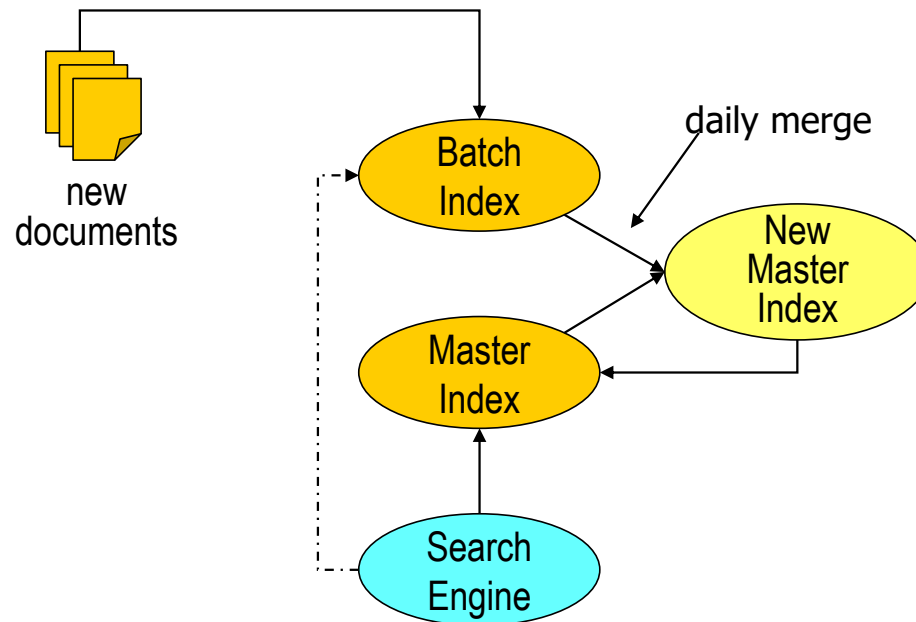 new
documents
Batch
Index
daily merge
New
Master
Index
Master
Index
Search
Engine